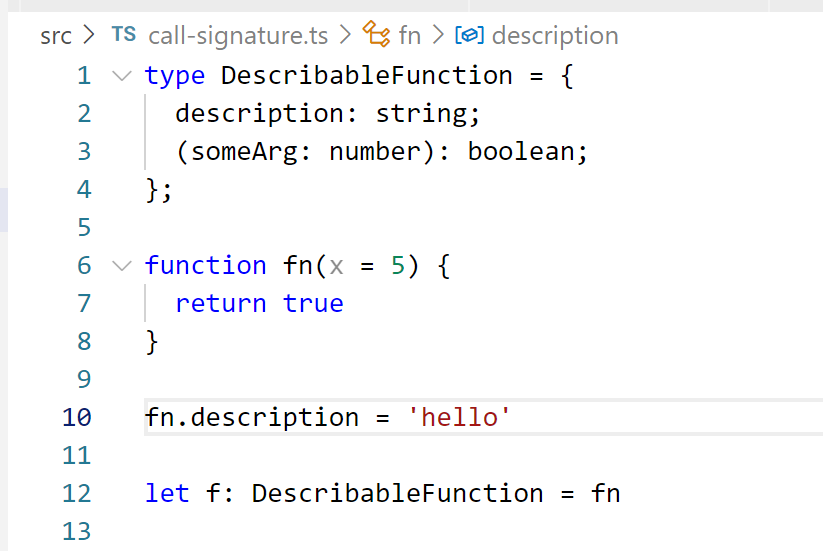 src > TS call-signature.ts > fn > description
1 type DescribableFunction = {
2 description: string;
3 (someArg: number): boolean;
4 };
5
6 function fn(x = 5) {
7 return true
8 }
9
10 fn.description = 'hello'
11
12 let f: DescribableFunction = fn
13